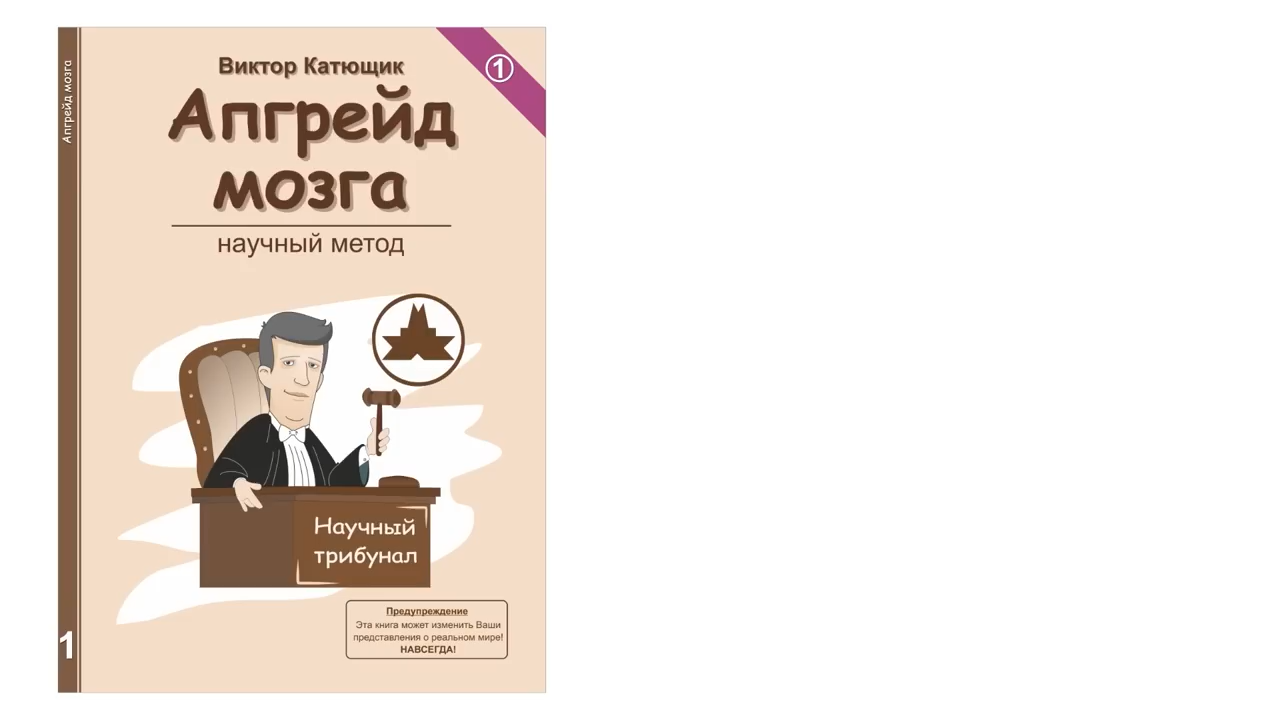 Апгрейд мозга
1
Виктор Катющик
1
Апгрейд
мозга
научный метод
Научный
трибунал
Предупреждение
Эта книга может изменить Ваши
представления о реальном мире!
НАВСЕГДА!